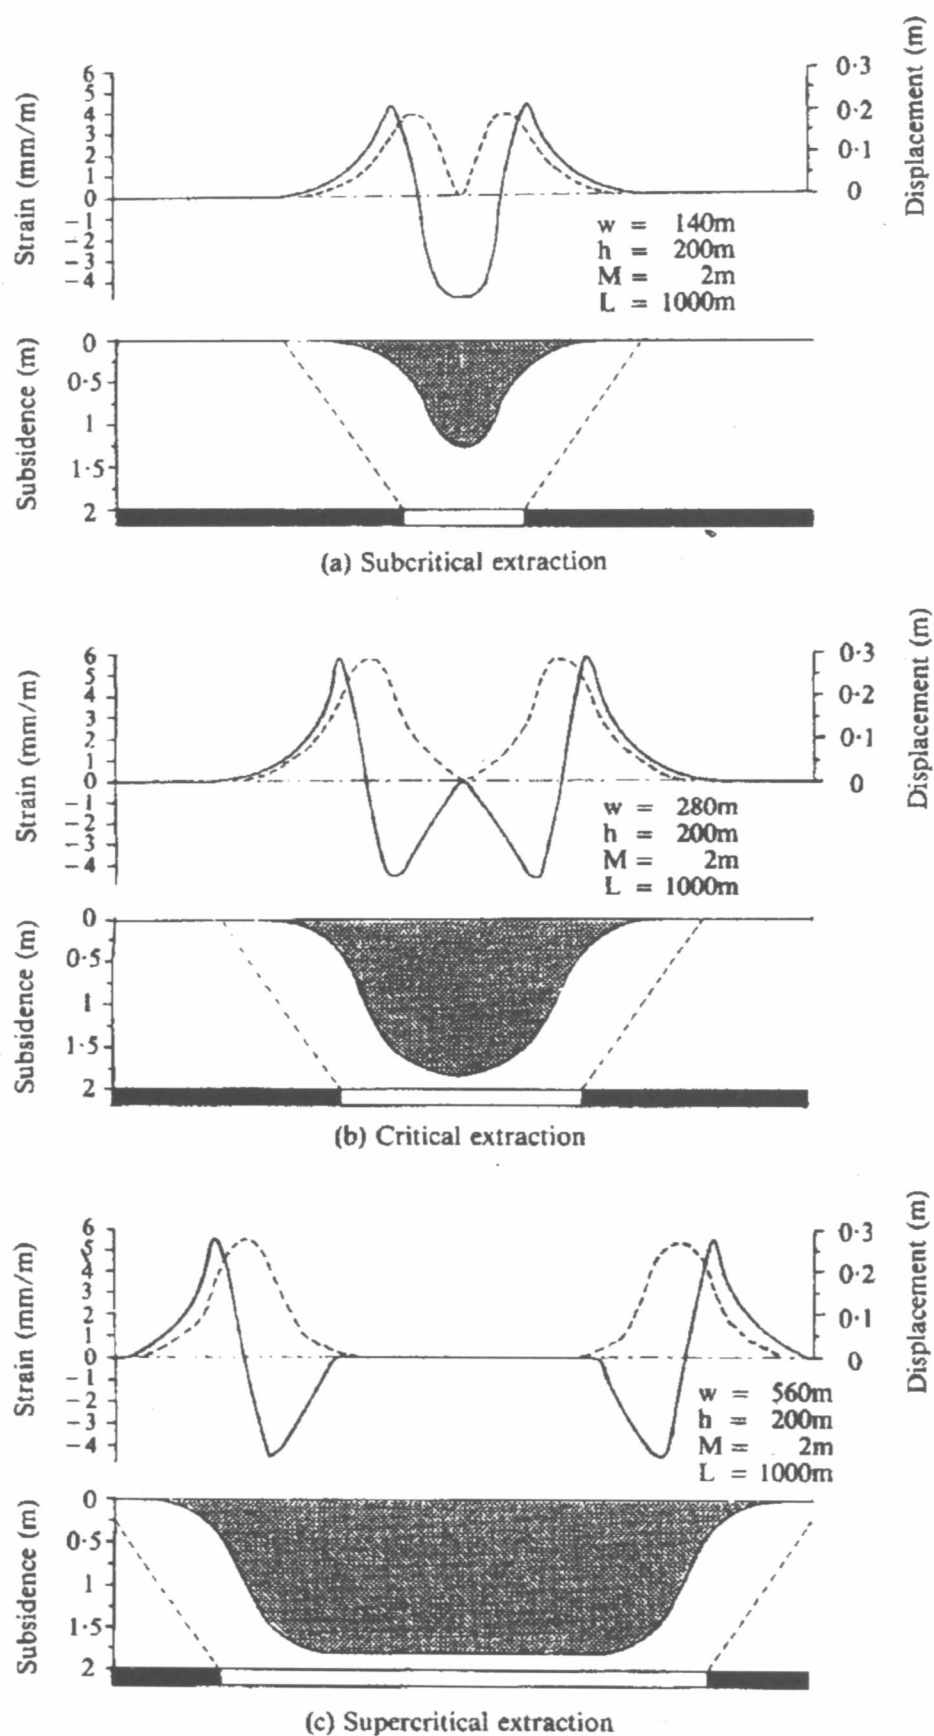 Strain (mm/m)
6
5
4
3
2
1
0
−1
−2
−3
−4
0·3
0·2
0·1
0
Displacement (m)
w = 140m
h = 200m
M = 2m
L = 1000m
Subsidence (m)
0
0·5
1
1·5
2
(a) Subcritical extraction
Strain (mm/m)
6
5
4
3
2
1
0
−1
−2
−3
−4
0·3
0·2
0·1
0
Displacement (m)
w = 280m
h = 200m
M = 2m
L = 1000m
Subsidence (m)
0
0·5
1
1·5
2
(b) Critical extraction
Strain (mm/m)
6
5
4
3
2
1
0
−1
−2
−3
−4
0·3
0·2
0·1
0
Displacement (m)
w = 560m
h = 200m
M = 2m
L = 1000m
Subsidence (m)
0
0·5
1
1·5
2
(c) Supercritical extraction